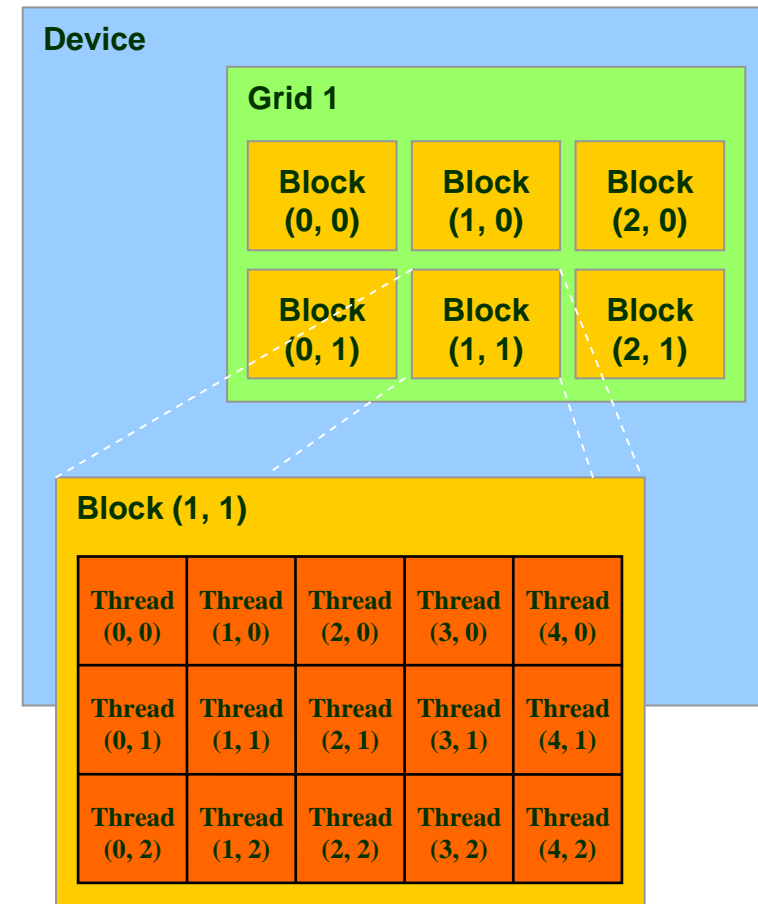 Device
Grid 1
Block Block Block
(0, 0) (1, 0) (2, 0)
Block Block Block
(0, 1) (1, 1) (2, 1)
Block (1, 1)
Thread Thread Thread Thread Thread
(0, 0) (1, 0) (2, 0) (3, 0) (4, 0)
Thread Thread Thread Thread Thread
(0, 1) (1, 1) (2, 1) (3, 1) (4, 1)
Thread Thread Thread Thread Thread
(0, 2) (1, 2) (2, 2) (3, 2) (4, 2)